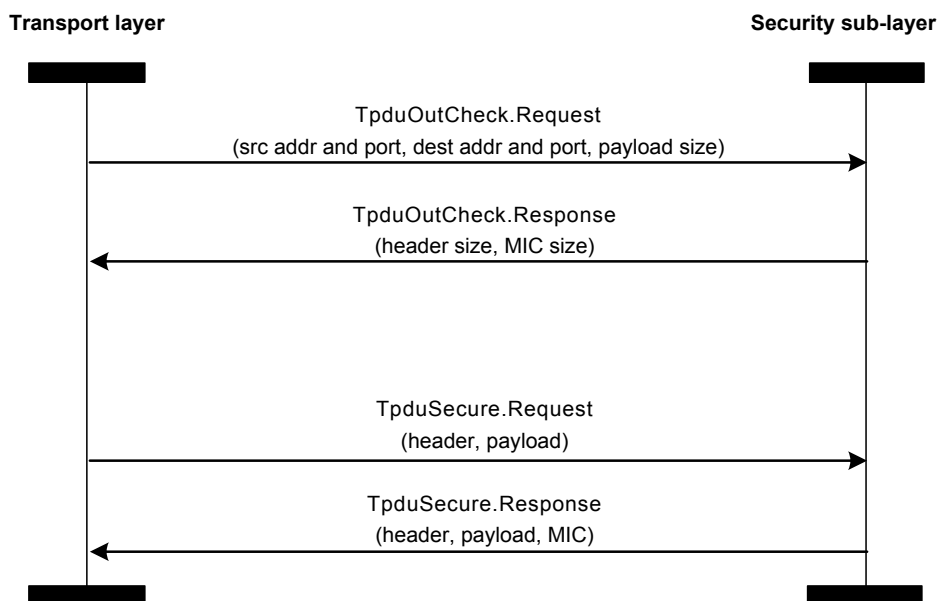 Transport layer
Security sub-layer
TpduOutCheck.Request
(src addr and port, dest addr and port, payload size)
TpduOutCheck.Response
(header size, MIC size)
TpduSecure.Request
(header, payload)
TpduSecure.Response
(header, payload, MIC)